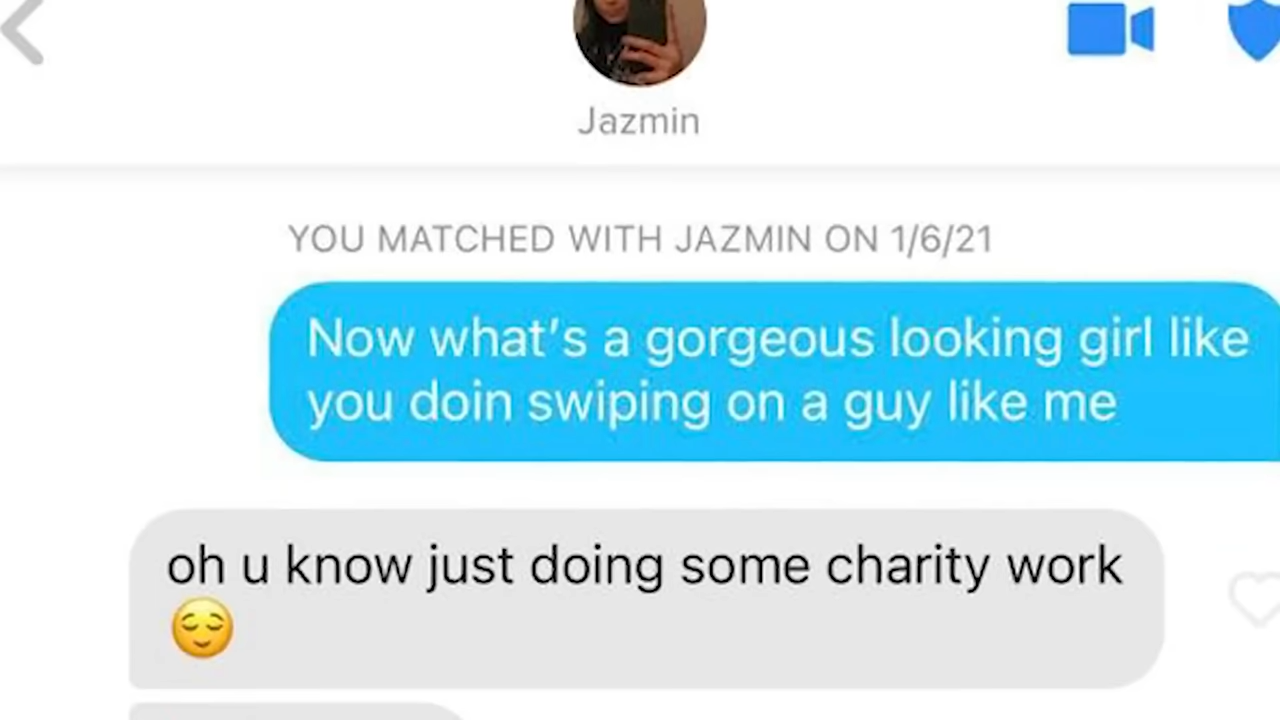 Jazmin
YOU MATCHED WITH JAZMIN ON 1/6/21
Now what's a gorgeous looking girl like
you doin swiping on a guy like me
oh u know just doing some charity work
😌